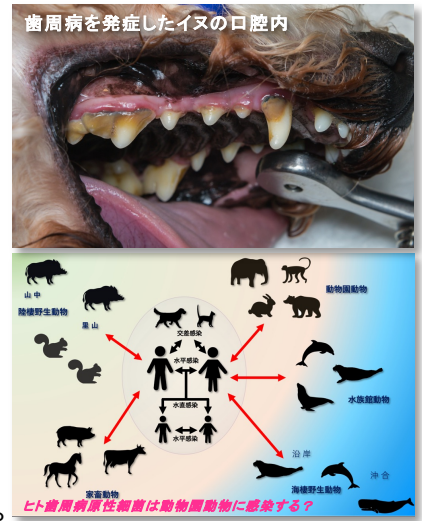 歯周病を発症したイヌの口腔内
山中
陸棲野生動物
里山
動物園動物
交差感染
水平感染
水直感染
水平感染
水族館動物
家畜動物
沿岸
沖合
海棲野生動物
ヒト歯周病原性細菌は動物園動物に感染する？